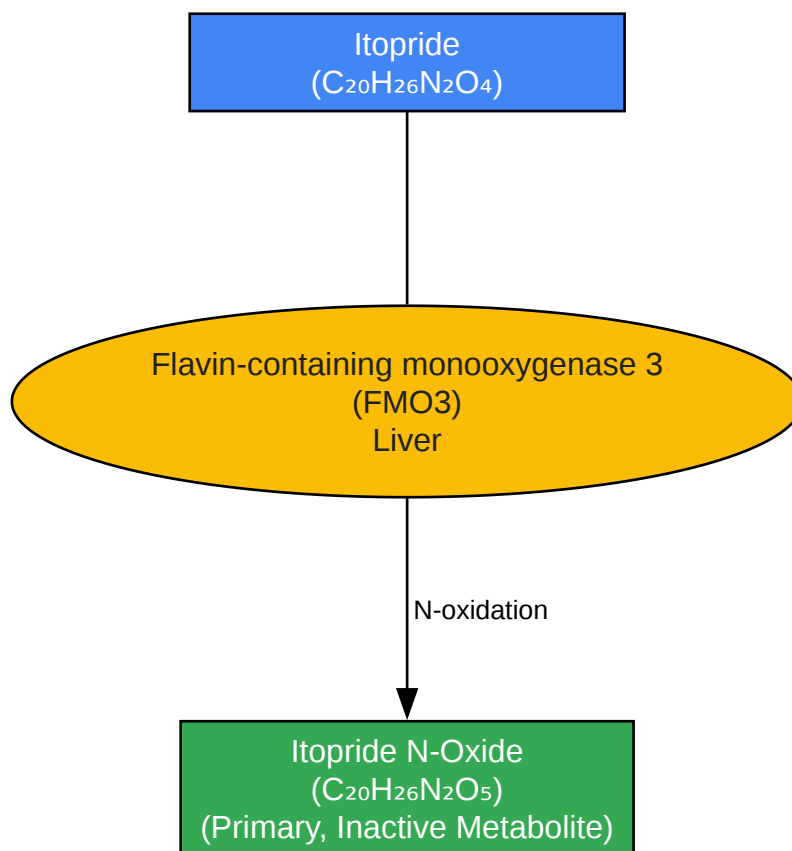 Itopride
(C₂₀H₂₆N₂O₄)
Flavin-containing monooxygenase 3
(FMO3)
Liver
N-oxidation
Itopride N-Oxide
(C₂₀H₂₆N₂O₅)
(Primary, Inactive Metabolite)